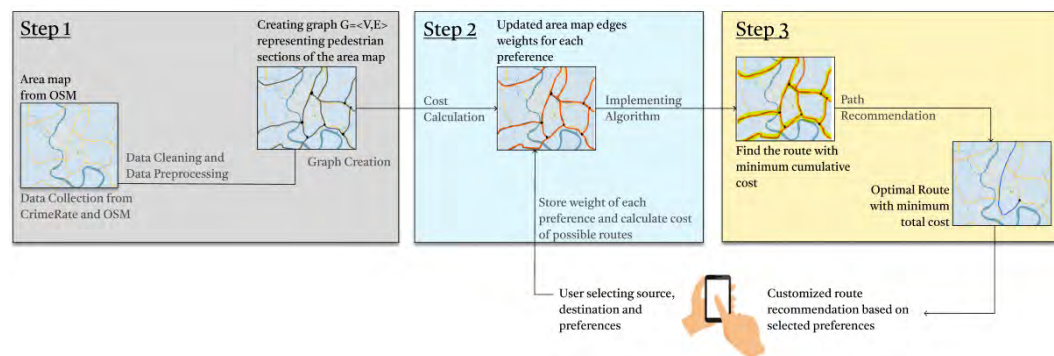 Step 1
Creating graph G=<V,E>
representing pedestrian
sections of the area map
Area map
from OSM
Data Cleaning and
Data Preprocessing
Graph Creation
Data Collection from
CrimeRate and OSM
Step 2
Updated area map edges
weights for each
preference
Cost
Calculation
Implementing
Algorithm
Store weight of each
preference and calculate cost
of possible routes
Step 3
Path
Recommendation
Find the route with
minimum cumulative
cost
Optimal Route
with minimum
total cost
User selecting source,
destination and
preferences
Customized route
recommendation based on
selected preferences